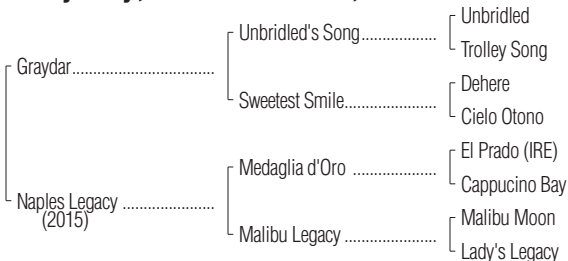 Unbridled
Unbridled's Song..................
Trolley Song
Graydar..................................
Dehere
Sweetest Smile......................
Cielo Otono
El Prado (IRE)
Medaglia d'Oro ....................
Cappucino Bay
Naples Legacy ......................
(2015)
Malibu Moon
Malibu Legacy ......................
Lady's Legacy